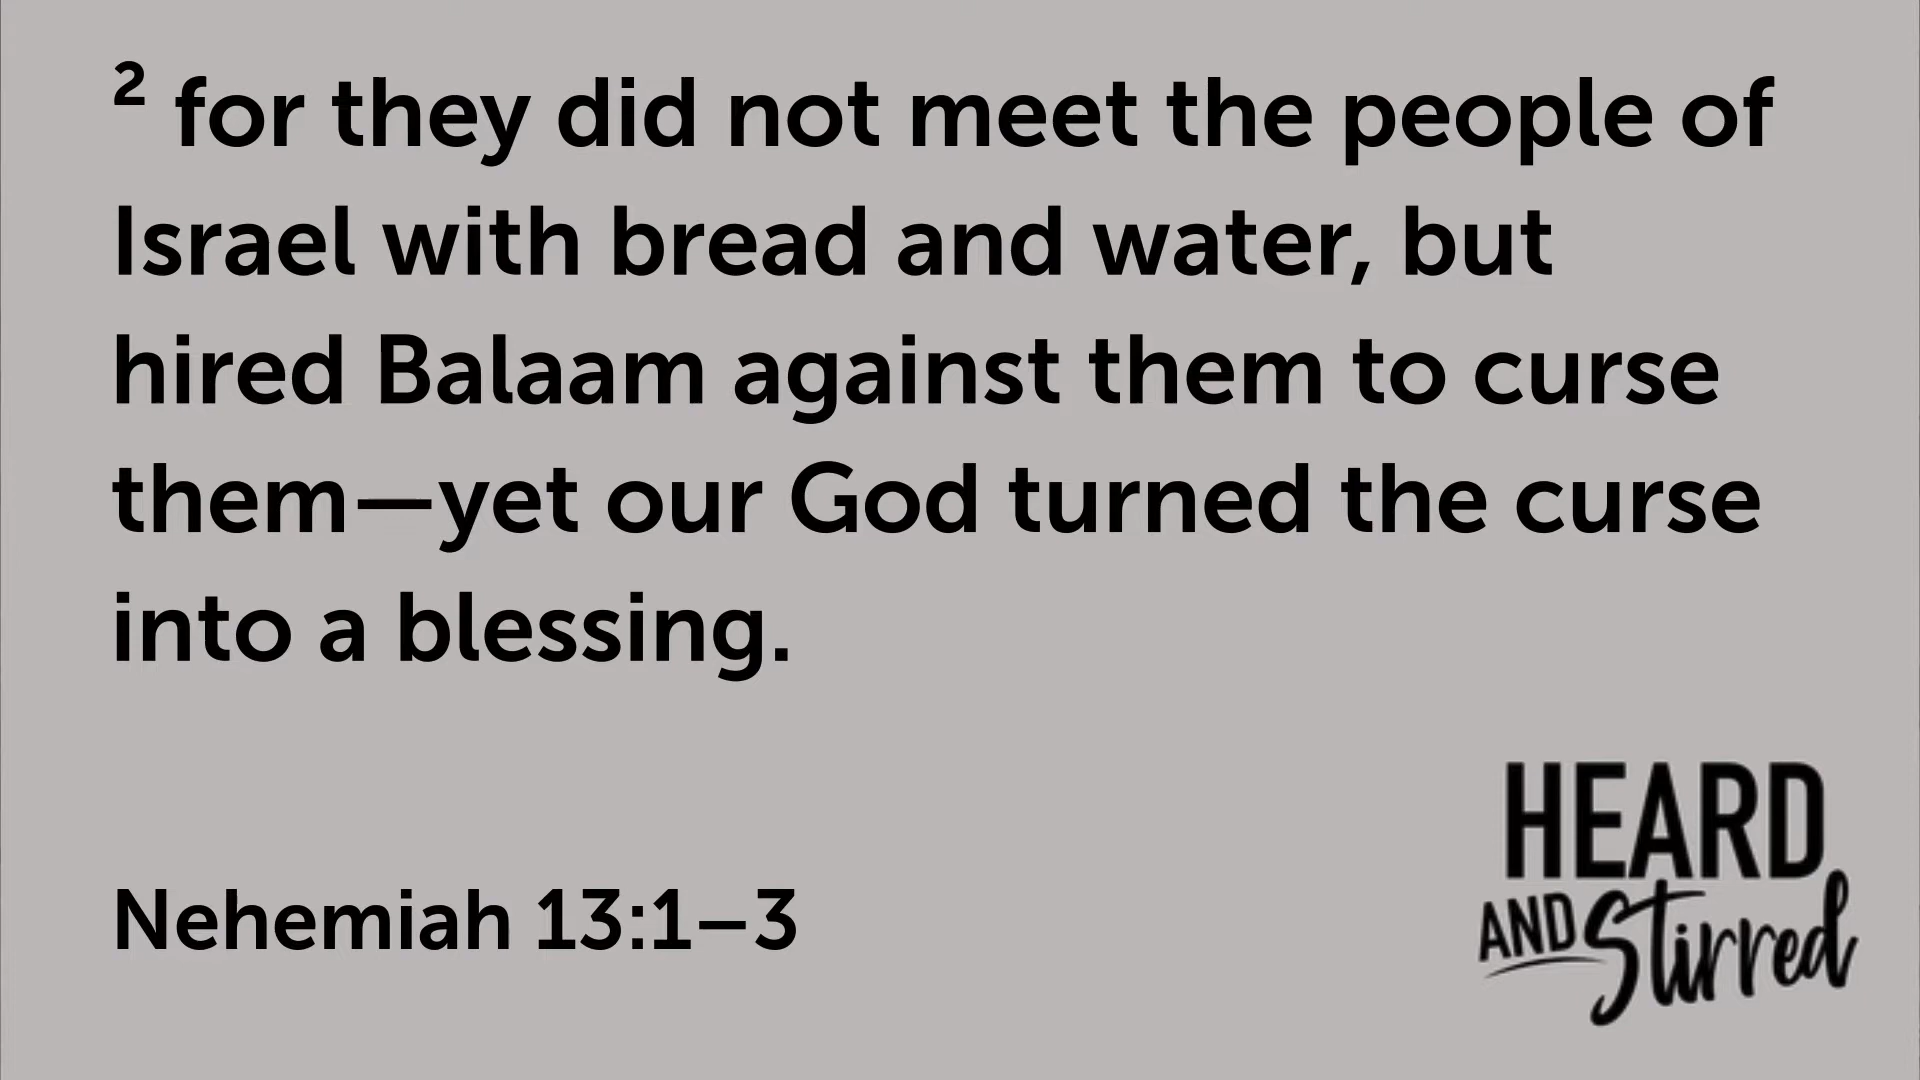 ² for they did not meet the people of
Israel with bread and water, but
hired Balaam against them to curse
them—yet our God turned the curse
into a blessing.
Nehemiah 13:1–3
HEARD
AND Stirred